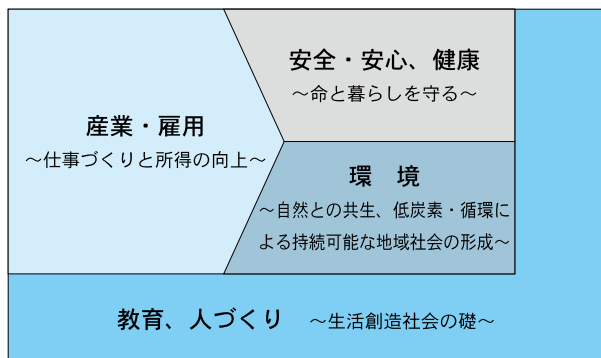 産業・雇用
～仕事づくりと所得の向上～
安全・安心、健康
～命と暮らしを守る～
環　境
～自然との共生、低炭素・循環に
よる持続可能な地域社会の形成～
教育、人づくり　～生活創造社会の礎～